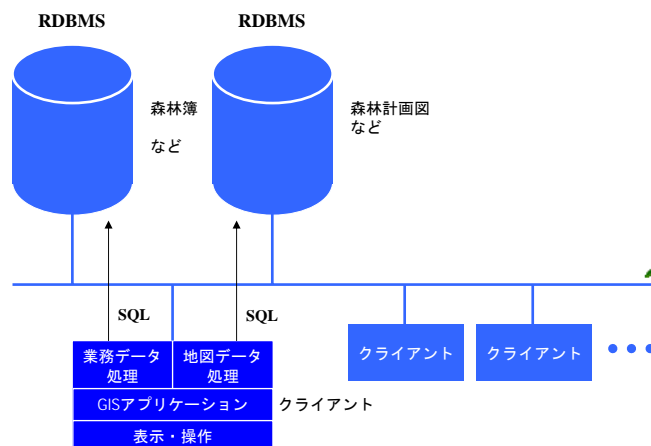 RDBMS
RDBMS
森林簿
など
森林計画図
など
SQL
SQL
業務データ
処理
地図データ
処理
GISアプリケーション
表示・操作
クライアント
クライアント
クライアント